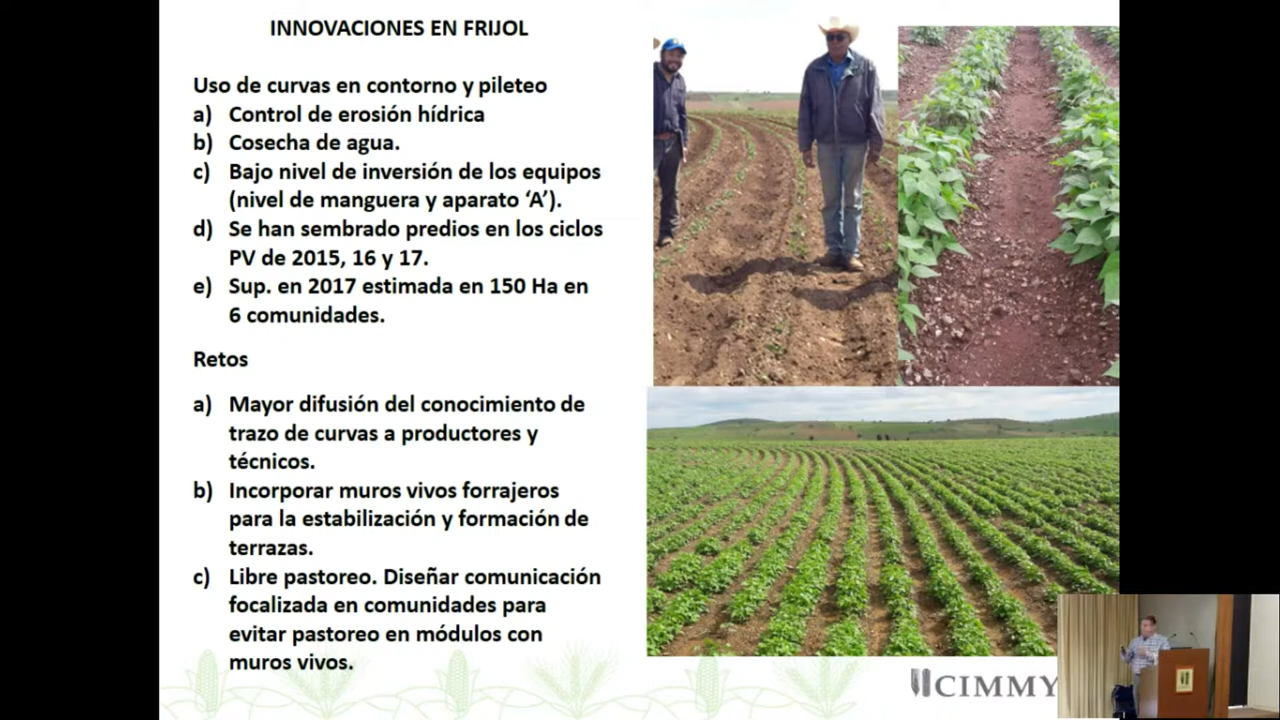 INNOVACIONES EN FRIJOL
Uso de curvas en contorno y pileteo
a) Control de erosión hídrica
b) Cosecha de agua.
c) Bajo nivel de inversión de los equipos
(nivel de manguera y aparato ‘A’).
d) Se han sembrado predios en los ciclos
PV de 2015, 16 y 17.
e) Sup. en 2017 estimada en 150 Ha en
6 comunidades.
Retos
a) Mayor difusión del conocimiento de
trazo de curvas a productores y
técnicos.
b) Incorporar muros vivos forrajeros
para la estabilización y formación de
terrazas.
c) Libre pastoreo. Diseñar comunicación
focalizada en comunidades para
evitar pastoreo en módulos con
muros vivos.
CIMMY